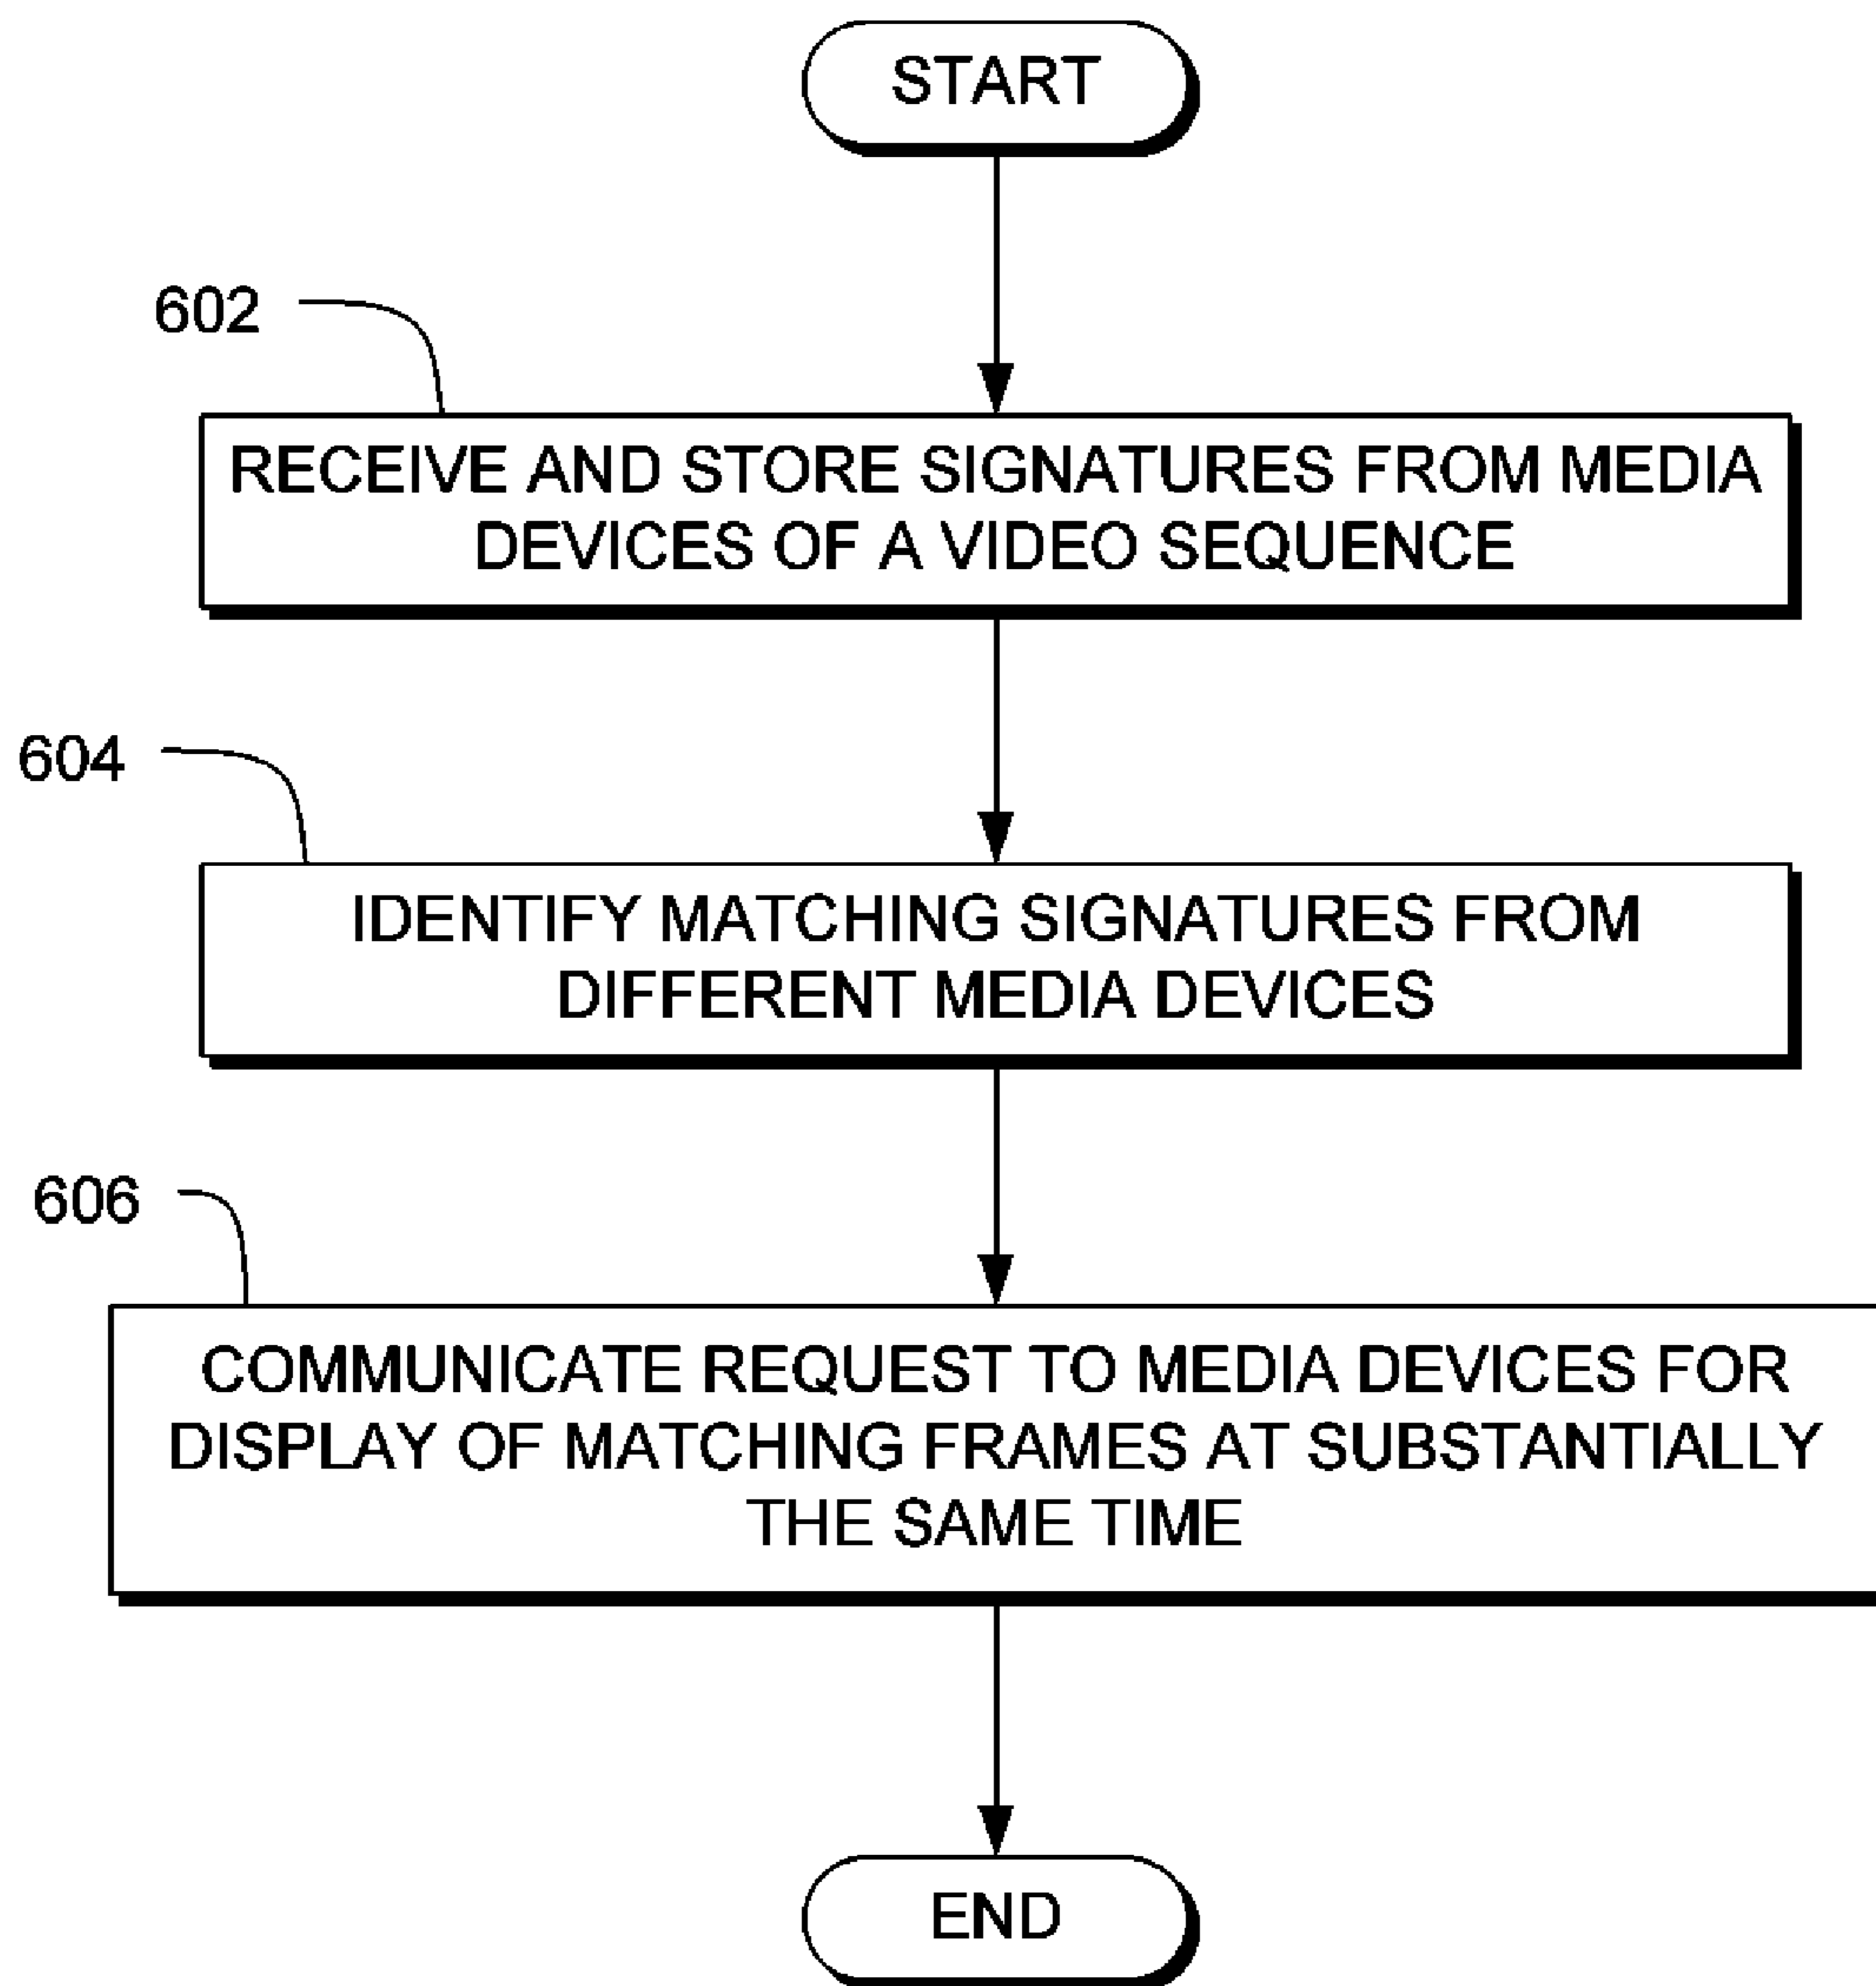 START
602
RECEIVE AND STORE SIGNATURES FROM MEDIA
DEVICES OF A VIDEO SEQUENCE
604
IDENTIFY MATCHING SIGNATURES FROM
DIFFERENT MEDIA DEVICES
606
COMMUNICATE REQUEST TO MEDIA DEVICES FOR
DISPLAY OF MATCHING FRAMES AT SUBSTANTIALLY
THE SAME TIME
END